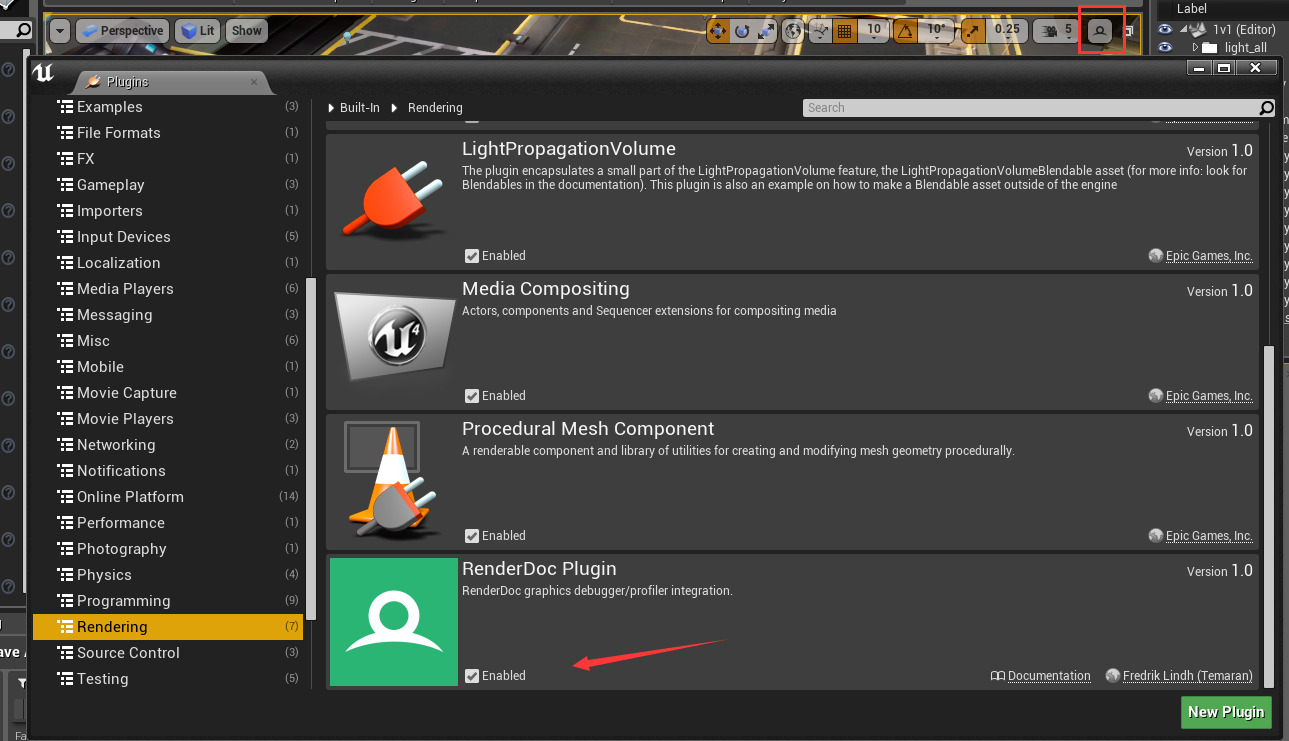 Perspective Lit Show 10 10° 0.25 5
Label
1v1 (Editor)
light_all
Plugins
Built-In Rendering Search
Examples (3)
File Formats (1)
FX (1)
Gameplay (3)
Importers (1)
Input Devices (5)
Localization (1)
Media Players (6)
Messaging (3)
Misc (6)
Mobile (1)
Movie Capture (1)
Movie Players (3)
Networking (2)
Notifications (1)
Online Platform (14)
Performance (1)
Photography (1)
Physics (4)
Programming (9)
Rendering (7)
Source Control (3)
Testing (5)
LightPropagationVolume Version 1.0
The plugin encapsulates a small part of the LightPropagationVolume feature, the LightPropagationVolumeBlendable asset (for more info: look for
Blendables in the documentation). This plugin is also an example on how to make a Blendable asset outside of the engine
Enabled Epic Games, Inc.
Media Compositing Version 1.0
Actors, components and Sequencer extensions for compositing media
Enabled Epic Games, Inc.
Procedural Mesh Component Version 1.0
A renderable component and library of utilities for creating and modifying mesh geometry procedurally.
Enabled Epic Games, Inc.
RenderDoc Plugin Version 1.0
RenderDoc graphics debugger/profiler integration.
Enabled Documentation Fredrik Lindh (Temaran)
New Plugin